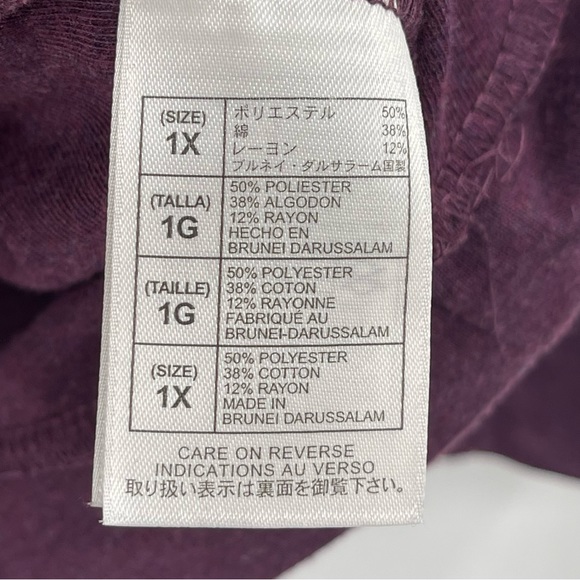 (SIZE)
1X
ポリエステル 50%
綿 38%
レーヨン 12%
ブルネイ・ダルサラーム国製
(TALLA)
1G
50% POLIESTER
38% ALGODON
12% RAYON
HECHO EN
BRUNEI DARUSSALAM
(TAILLE)
1G
50% POLYESTER
38% COTON
12% RAYONNE
FABRIQUÉ AU
BRUNEI-DARUSSALAM
(SIZE)
1X
50% POLYESTER
38% COTTON
12% RAYON
MADE IN
BRUNEI DARUSSALAM
CARE ON REVERSE
INDICATIONS AU VERSO
取り扱い表示は裏面を御覧下さい.